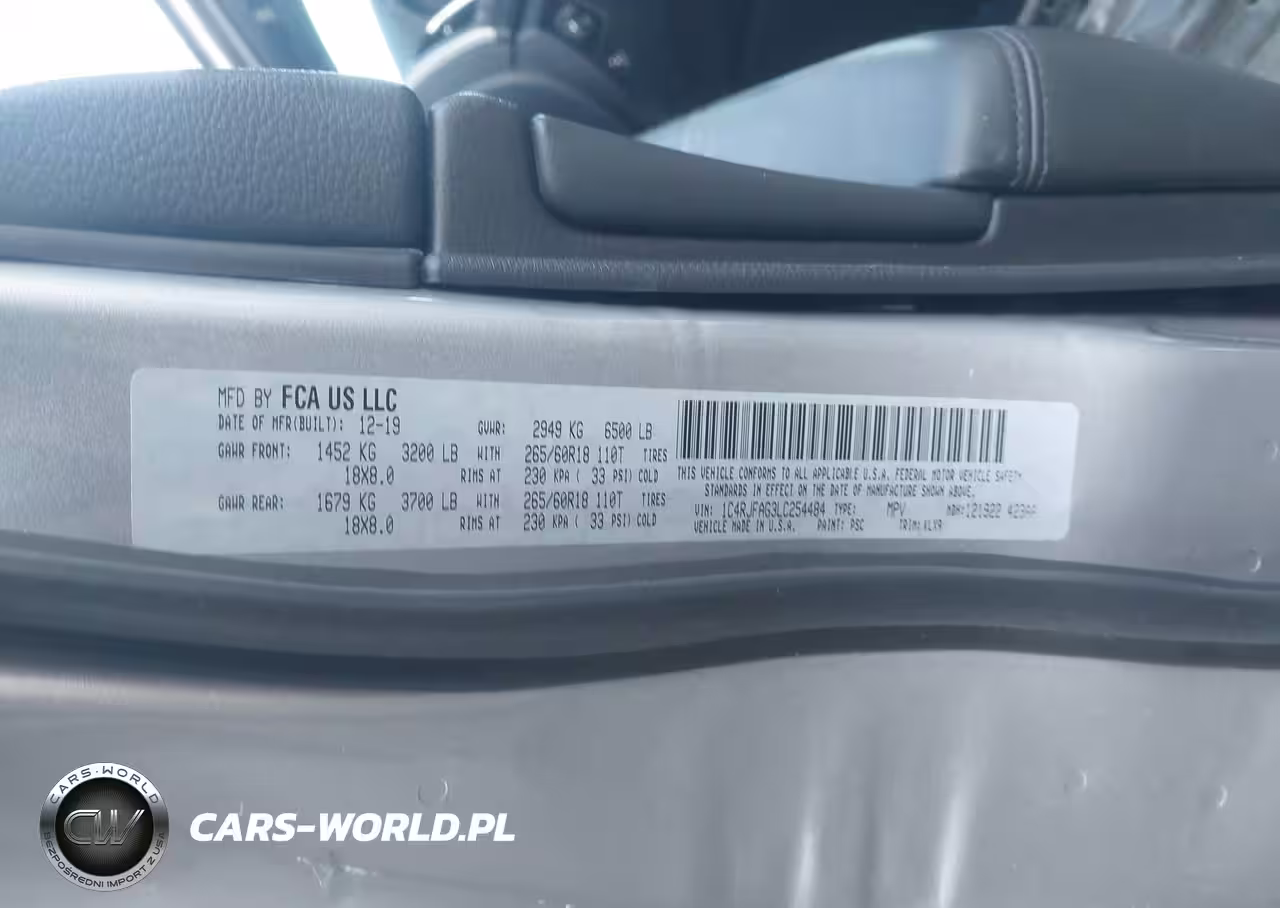 MFD BY FCA US LLC
DATE OF MFR(BUILT): 12-19 GVWR: 2949 KG 6500 LB
GAWR FRONT: 1452 KG 3200 LB WITH 265/60R18 110T TIRES
18X8.0 RIMS AT 230 KPA ( 33 PSI) COLD
GAWR REAR: 1679 KG 3700 LB WITH 265/60R18 110T TIRES
18X8.0 RIMS AT 230 KPA ( 33 PSI) COLD
THIS VEHICLE CONFORMS TO ALL APPLICABLE U.S.A. FEDERAL MOTOR VEHICLE SAFETY
STANDARDS IN EFFECT ON THE DATE OF MANUFACTURE SHOWN ABOVE.
VIN: 1C4RJFAG3LC254484 TYPE: MPV MDH: 121922
VEHICLE MADE IN U.S.A. PAINT: PSC TRIM:
CARS-WORLD
CW
BEZPOŚREDNI IMPORT Z USA
CARS-WORLD.PL